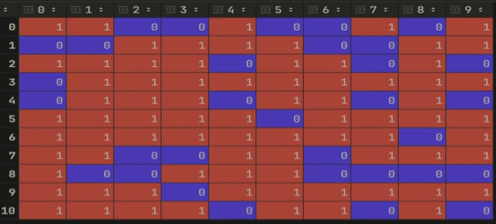 0 1 2 3 4 5 6 7 8 9
0 1 1 0 0 1 0 0 1 0 1
1 0 0 1 1 1 1 0 0 1 1
2 1 1 1 1 0 1 1 0 1 0
3 0 1 1 1 1 1 1 1 1 1
4 0 1 1 1 0 1 1 0 1 0
5 1 1 1 1 1 0 1 1 1 1
6 1 1 1 1 1 1 1 1 0 1
7 1 1 0 0 1 1 0 1 1 1
8 1 0 0 1 1 1 0 0 0 0
9 1 1 1 0 1 1 1 1 1 1
10 1 1 1 1 0 1 1 0 0 0